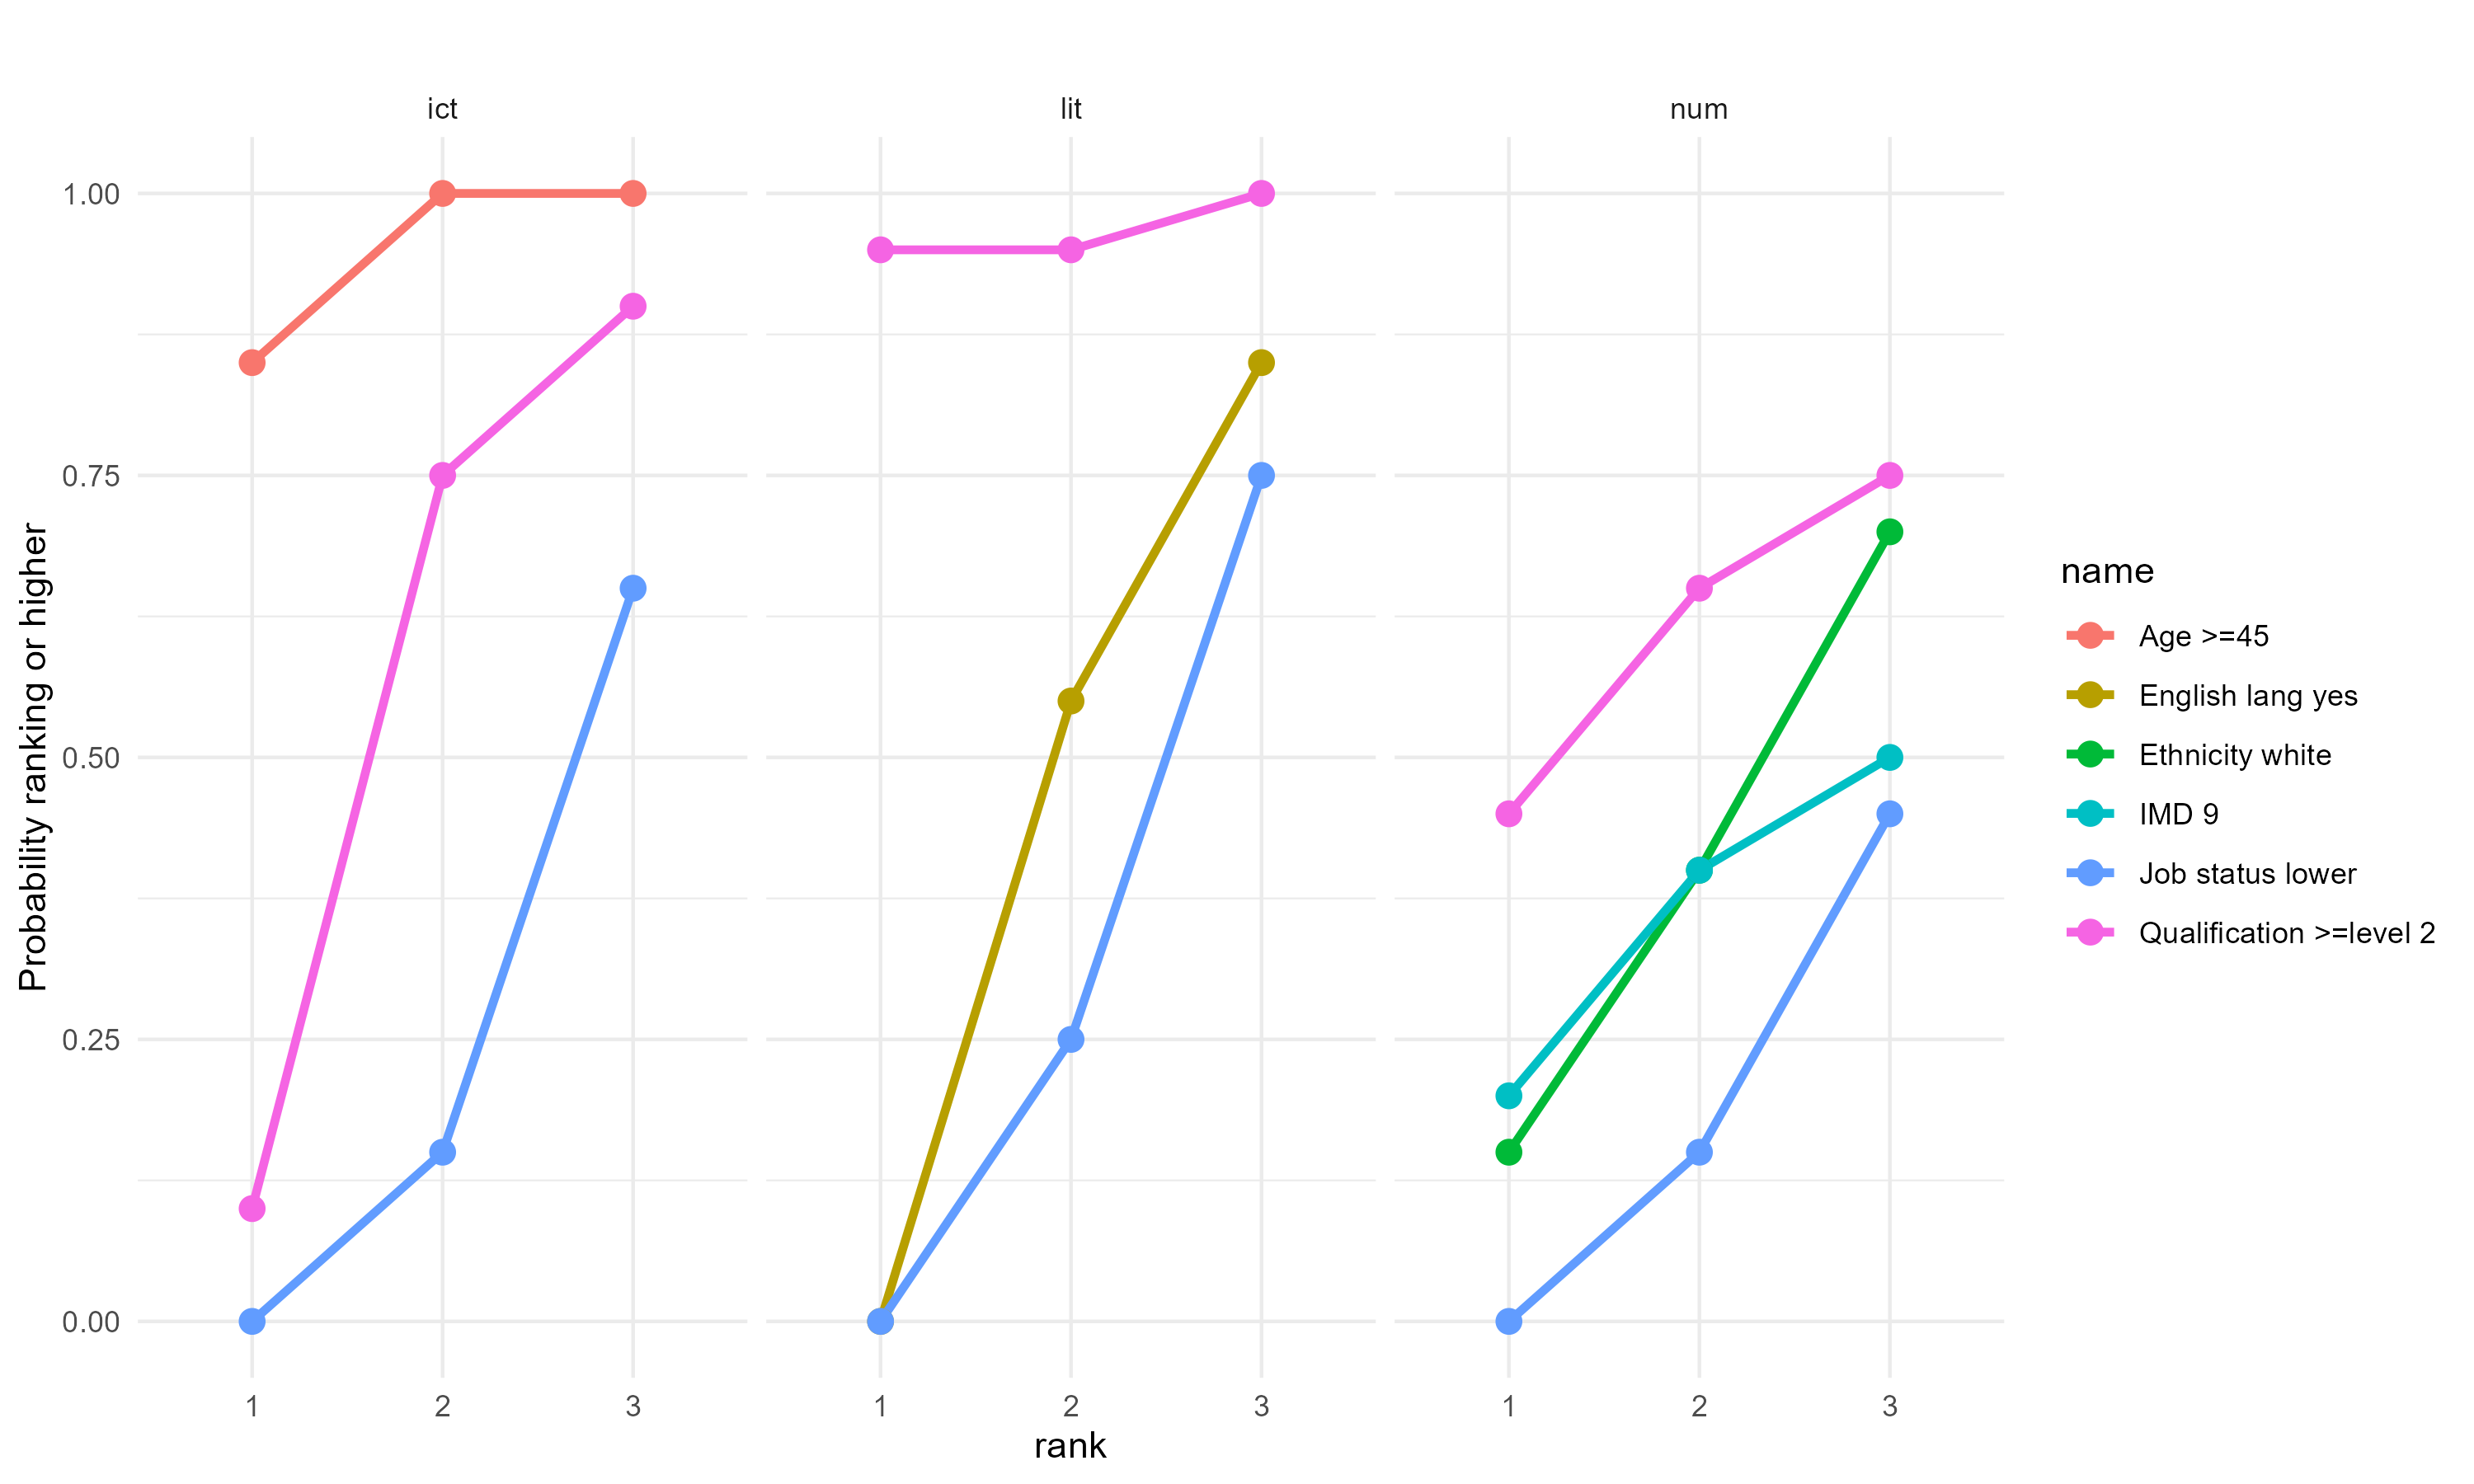 ict lit num
1.00
0.75
0.50
0.25
0.00
Probability ranking or higher
1 2 3 1 2 3 1 2 3
rank
name
Age >=45
English lang yes
Ethnicity white
IMD 9
Job status lower
Qualification >=level 2